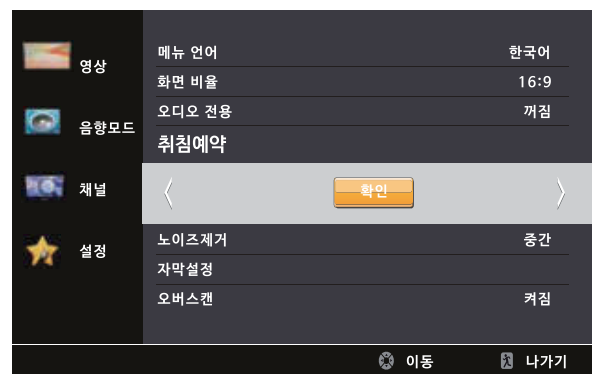 영상
음향모드
채널
설정
메뉴 언어 한국어
화면 비율 16:9
오디오 전용 꺼짐
취침예약
확인
노이즈제거 중간
자막설정
오버스캔 켜짐
이동 나가기